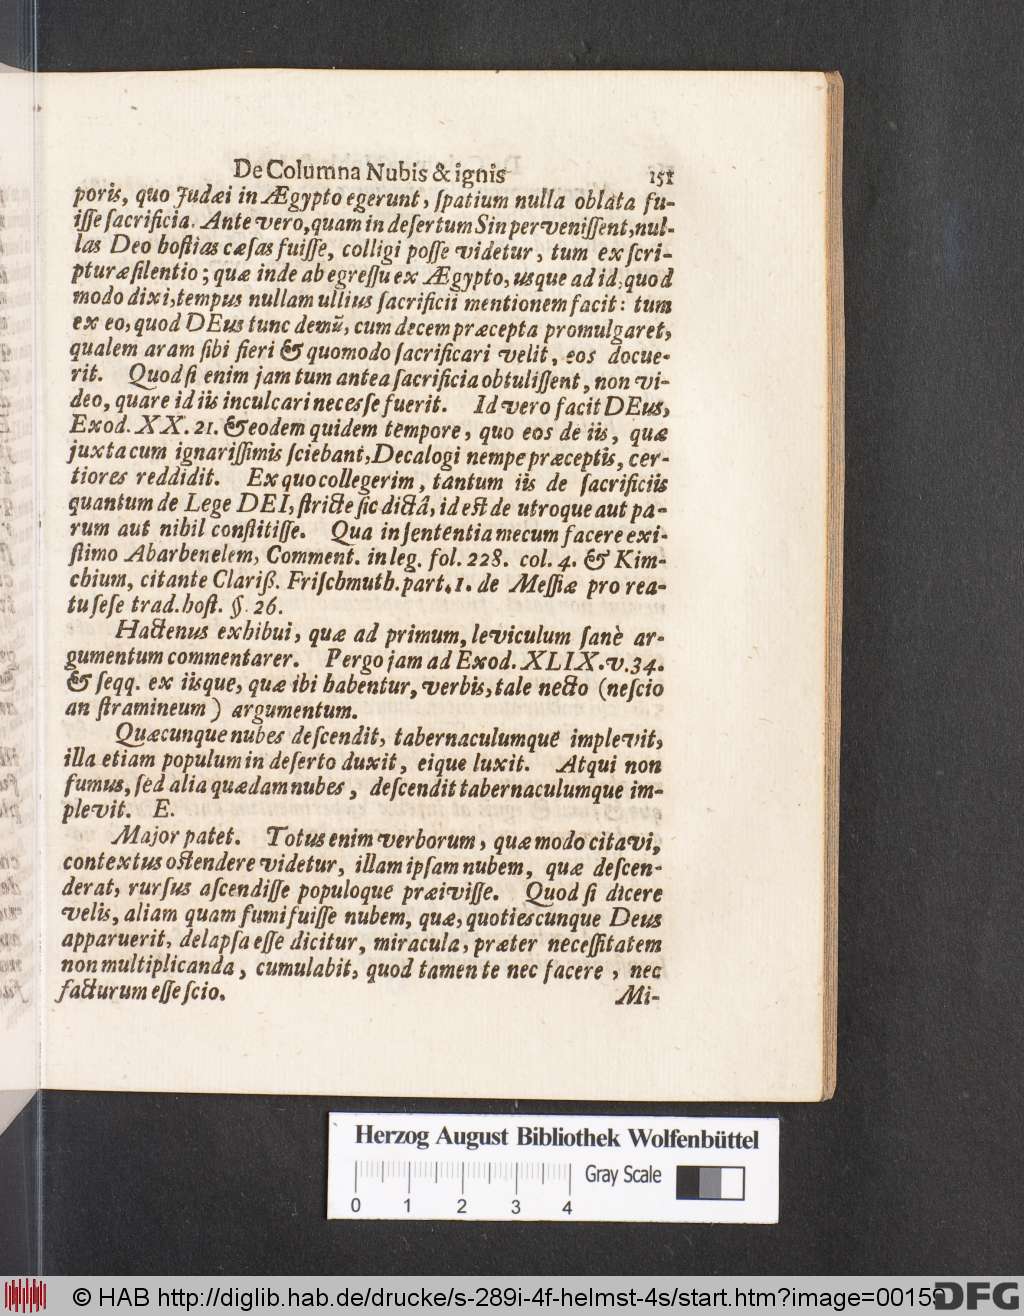 De Columna Nubis & ignis 151
poris, quo Judæi in Ægypto egerunt, ſpatium nulla oblata fu-
iſſe ſacrificia. Ante vero, quam in deſertum Sin perveniſſent, nul-
las Deo hoſtias cæſas fuiſſe, colligi poſſe videtur, tum ex ſcri-
pturæ ſilentio; quæ inde ab egreſſu ex Ægypto, usque ad id, quod
modo dixi, tempus nullam ullius ſacrificii mentionem facit: tum
ex eo, quod DEus tunc demũ, cum decem præcepta promulgaret,
qualem aram ſibi fieri & quomodo ſacrificari velit, eos docue-
rit. Quod ſi enim jam tum antea ſacrificia obtuliſſent, non vi-
deo, quare id iis inculcari necesſe fuerit. Id vero facit DEus,
Exod. XX. 21. & eodem quidem tempore, quo eos de iis, quæ
juxta cum ignariſſimis ſciebant, Decalogi nempe præceptis, cer-
tiores reddidit. Ex quo collegerim, tantum iis de ſacrificiis
quantum de Lege DEI, ſtricte ſic dictâ, id eſt de utroque aut pa-
rum aut nihil conſtitiſſe. Qua in ſententia mecum facere exi-
ſtimo Abarbenelem, Comment. in leg. fol. 228. col. 4. & Kim-
chium, citante Clariß. Friſchmuth. part. 1. de Meſſiæ pro rea-
tu ſeſe trad. hoſt. §. 26.
Hactenus exhibui, quæ ad primum, leviculum ſanè ar-
gumentum commentarer. Pergo jam ad Exod. XLIX. v. 34.
& ſeqq. ex iisque, quæ ibi habentur, verbis, tale necto (neſcio
an ſtramineum) argumentum.
Quæcunque nubes deſcendit, tabernaculumque implevit,
illa etiam populum in deſerto duxit, eique luxit. Atqui non
fumus, ſed alia quædam nubes, deſcendit tabernaculumque im-
plevit. E.
Major patet. Totus enim verborum, quæ modo citavi,
contextus oſtendere videtur, illam ipſam nubem, quæ deſcen-
derat, rurſus aſcendiſſe populoque præiviſſe. Quod ſi dicere
velis, aliam quam fumi fuiſſe nubem, quæ, quotiescunque Deus
apparuerit, delapſa eſſe dicitur, miracula, præter neceſſitatem
non multiplicanda, cumulabit, quod tamen te nec facere, nec
facturum eſſe ſcio. Mi-
Herzog August Bibliothek Wolfenbüttel
Gray Scale
0 1 2 3 4
© HAB http://diglib.hab.de/drucke/s-289i-4f-helmst-4s/start.htm?image=00159
DFG